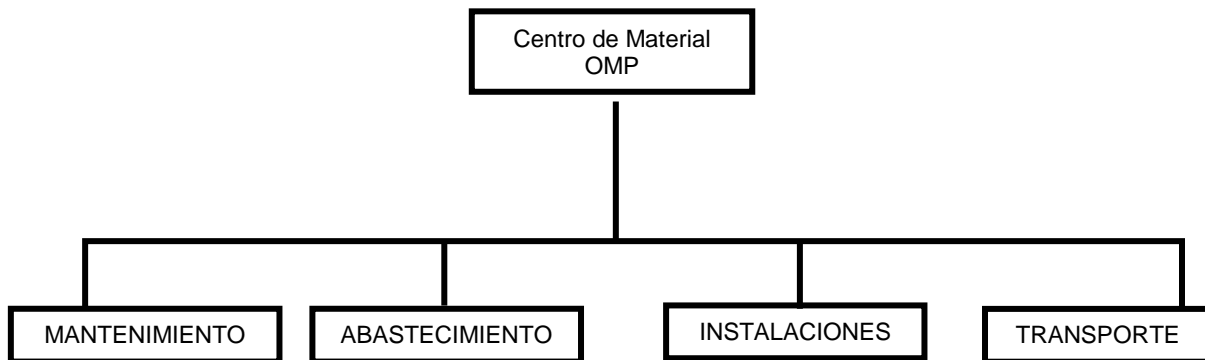 Centro de Material
OMP
MANTENIMIENTO
ABASTECIMIENTO
INSTALACIONES
TRANSPORTE